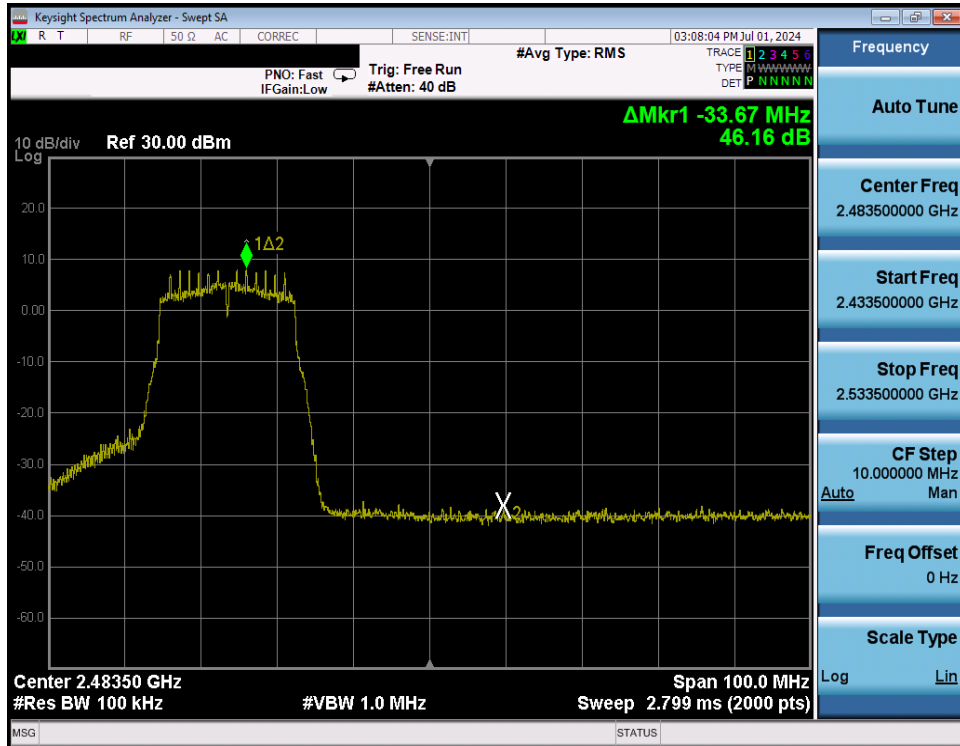 Keysight Spectrum Analyzer - Swept SA
LXI R T RF 50 Ω AC CORREC SENSE:INT 03:08:04 PM Jul 01, 2024
#Avg Type: RMS
TRACE 1 2 3 4 5 6
TYPE M W W W W W
DET P N N N N N
PNO: Fast
IFGain:Low
Trig: Free Run
#Atten: 40 dB
ΔMkr1 -33.67 MHz
46.16 dB
10 dB/div
Log
Ref 30.00 dBm
20.0
10.0
0.00
-10.0
-20.0
-30.0
-40.0
-50.0
-60.0
1Δ2
X2
Center 2.48350 GHz
#Res BW 100 kHz
#VBW 1.0 MHz
Span 100.0 MHz
Sweep 2.799 ms (2000 pts)
MSG
STATUS
Frequency
Auto Tune
Center Freq
2.483500000 GHz
Start Freq
2.433500000 GHz
Stop Freq
2.533500000 GHz
CF Step
10.000000 MHz
Auto Man
Freq Offset
0 Hz
Scale Type
Log Lin